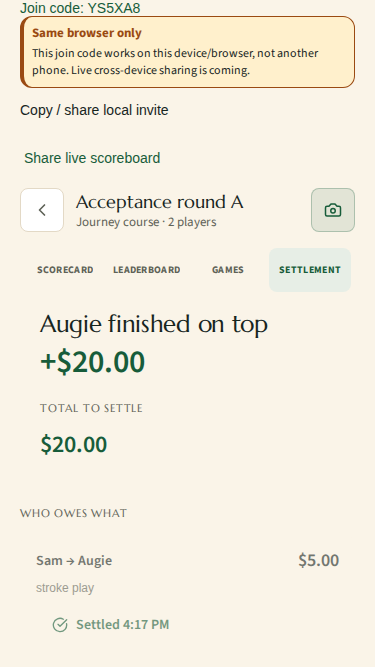 Join code: YS5XA8
Same browser only
This join code works on this device/browser, not another
phone. Live cross-device sharing is coming.
Copy / share local invite
Share live scoreboard
Acceptance round A
Journey course · 2 players
SCORECARD LEADERBOARD GAMES SETTLEMENT
Augie finished on top
+$20.00
TOTAL TO SETTLE
$20.00
WHO OWES WHAT
Sam → Augie $5.00
stroke play
Settled 4:17 PM